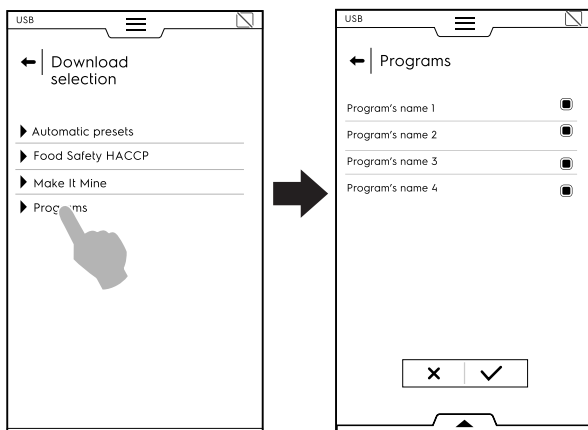 USB
Download
selection
Automatic presets
Food Safety HACCP
Make It Mine
USB
Programs
Program's name 1
Program's name 2
Program's name 3
Program's name 4